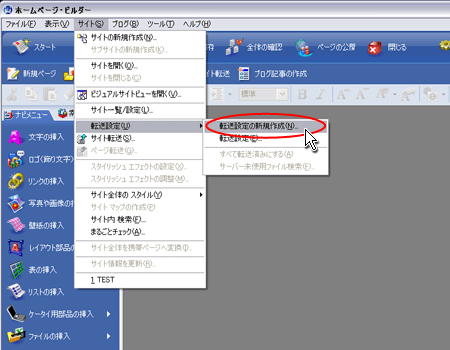 ホームページ・ビルダー
ファイル(F) 表示(V) サイト(S) ブログ(B) ツール(T) ヘルプ(H)
スタート 全体の確認 ページの公開 閉じる
新規ページ ト転送 ブログ記事の作成
標準
サイトの新規作成(N)...
サブサイトの新規作成(M)...
サイトを開く(O)...
サイトを閉じる(C)
ビジュアルサイトビューを開く(V)...
サイト一覧/設定(L)...
転送設定(U)
サイト転送(S)...
ページ転送(G)...
スタイリッシュ エフェクトの設定(V)...
スタイリッシュ エフェクトの調整(M)...
サイト全体の スタイル(Y)
サイト マップの作成(P)
サイト内 検索(F)...
まるごとチェック(A)...
サイト全体を携帯ページへ変換(I)...
サイト情報を更新(R)...
1 TEST
転送設定の新規作成(N)...
転送設定(E)...
すべて転送済みにする(A)
サーバー未使用ファイル検索(F)...
ナビメニュー
文字の挿入
ロゴ(飾り文字)
リンクの挿入
写真や画像の
壁紙の挿入
レイアウト部品の
表の挿入
リストの挿入
ケータイ用部品の挿入
ファイルの挿入